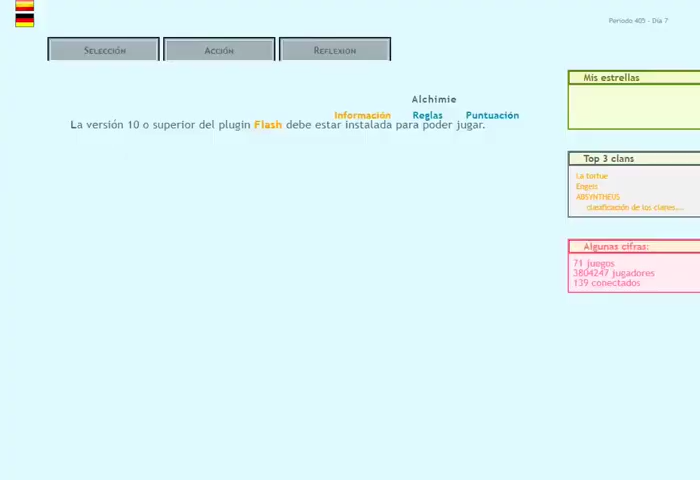 Periodo 405 - Día 7
Selección Acción Reflexion
Alchimie
Información Reglas Puntuación
La versión 10 o superior del plugin Flash debe estar instalada para poder jugar.
Mis estrellas
Top 3 clans
La tortue
Engels
ABSYNTHEUS
clasificación de los clanes...
Algunas cifras:
71 juegos
3804247 jugadores
139 conectados